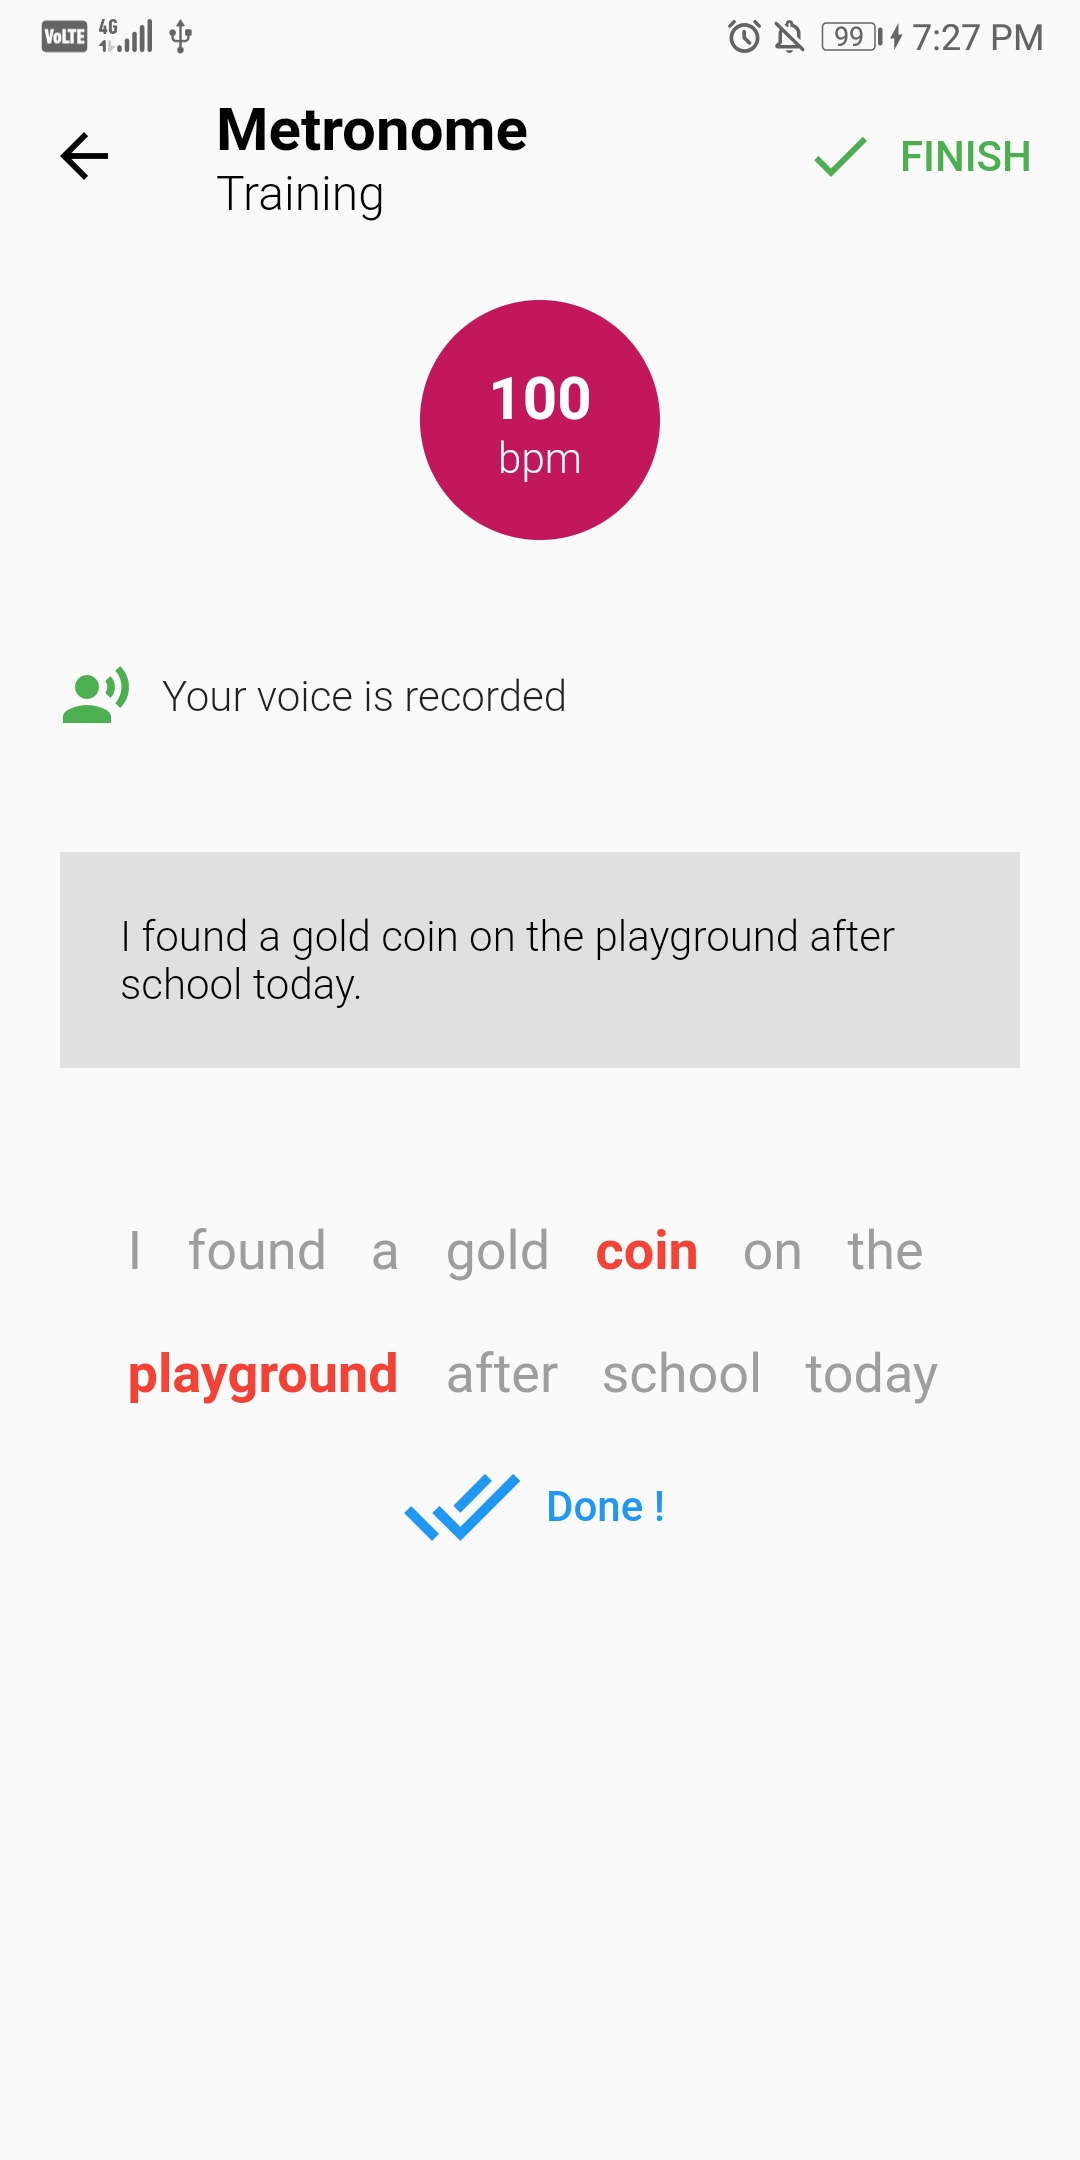 VoLTE 4G 99 7:27 PM
Metronome
Training
FINISH
100
bpm
Your voice is recorded
I found a gold coin on the playground after
school today.
I found a gold coin on the
playground after school today
Done !